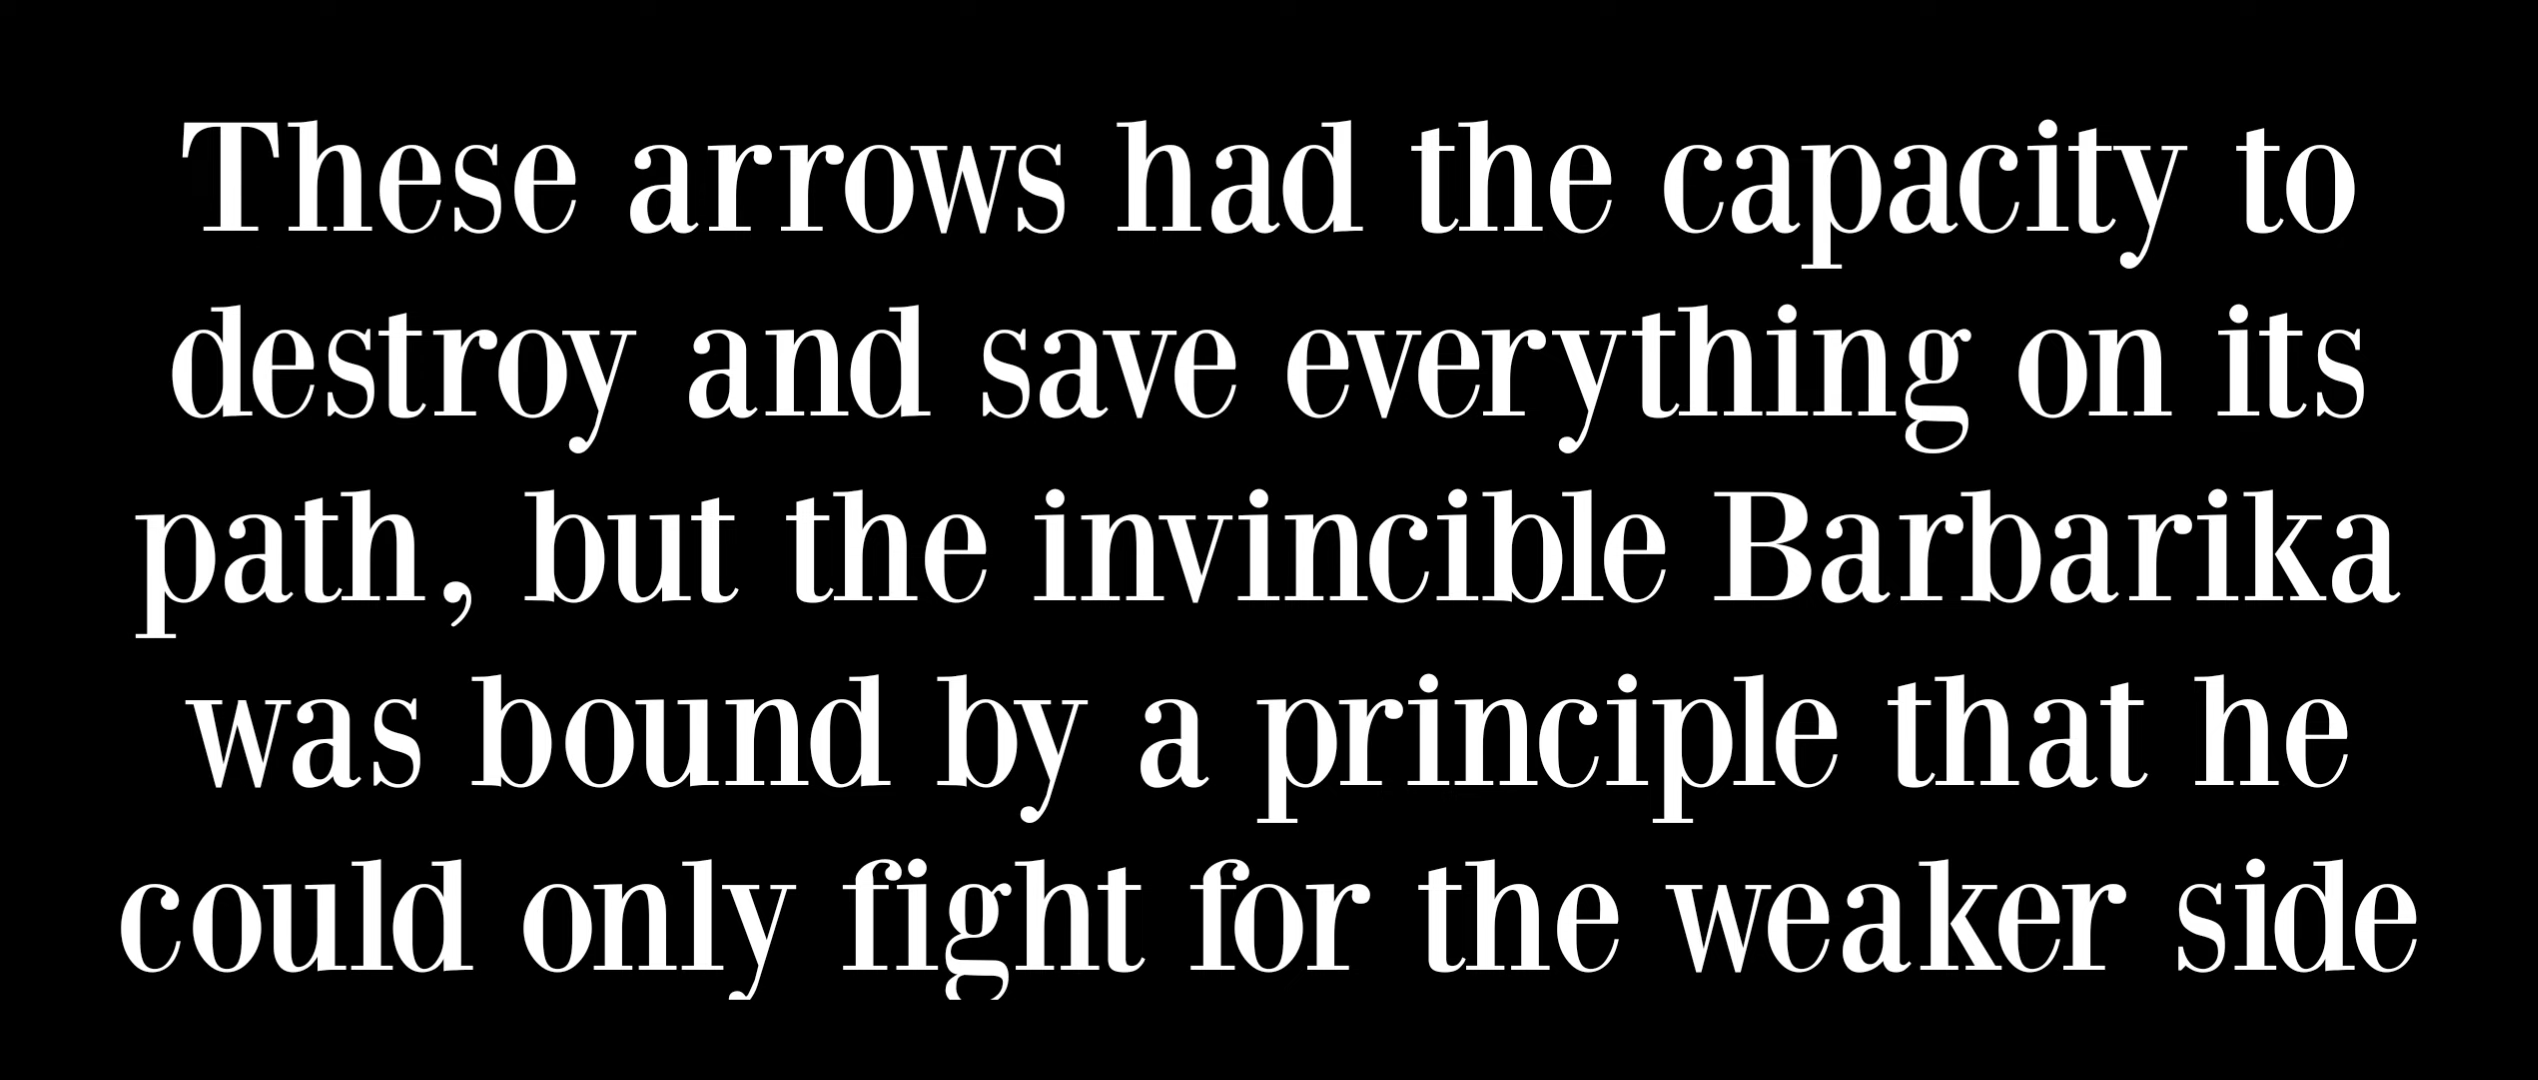 These arrows had the capacity to
destroy and save everything on its
path, but the invincible Barbarika
was bound by a principle that he
could only fight for the weaker side